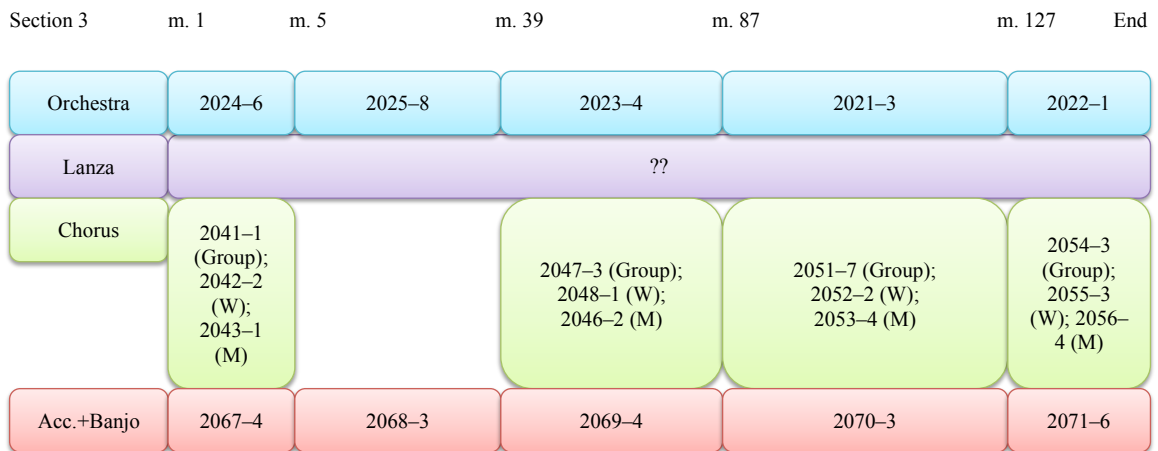 Section 3 m. 1 m. 5 m. 39 m. 87 m. 127 End
Orchestra 2024–6 2025–8 2023–4 2021–3 2022–1
Lanza ??
Chorus
2041–1
(Group);
2042–2
(W);
2043–1
(M)
2047–3 (Group);
2048–1 (W);
2046–2 (M)
2051–7 (Group);
2052–2 (W);
2053–4 (M)
2054–3
(Group);
2055–3
(W); 2056–
4 (M)
Acc.+Banjo 2067–4 2068–3 2069–4 2070–3 2071–6